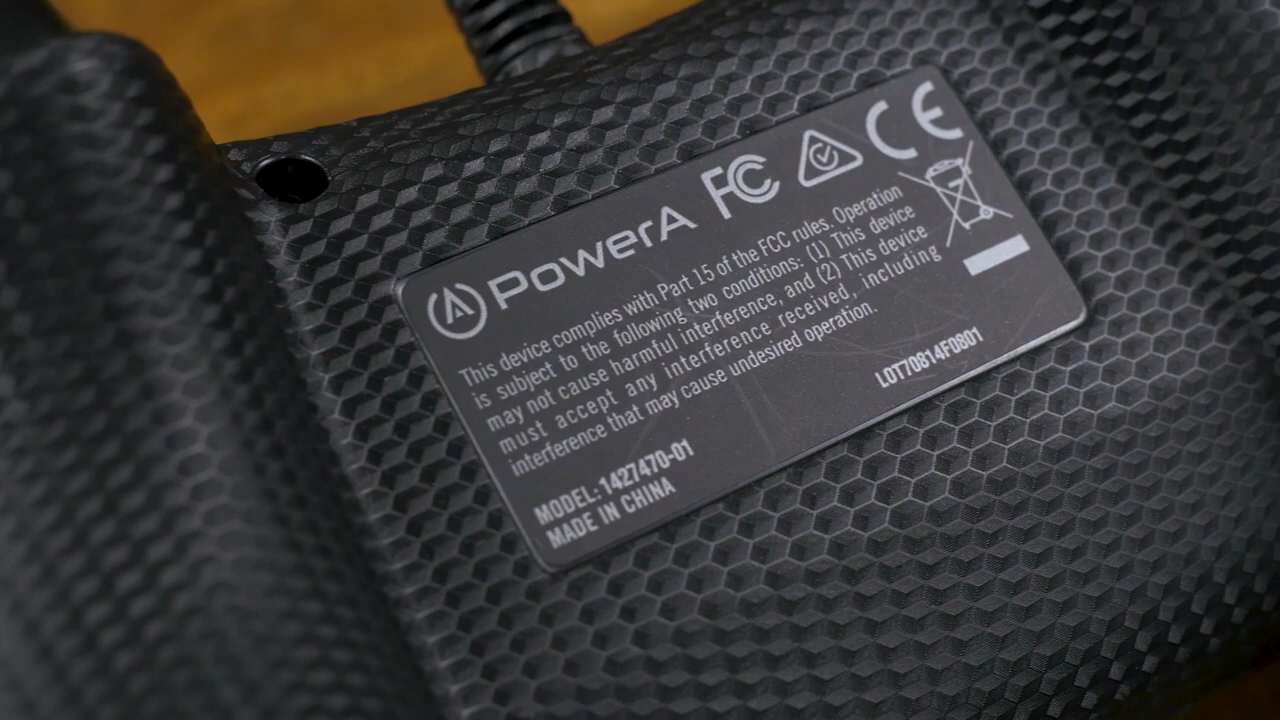 PowerA FC CE
This device complies with Part 15 of the FCC rules. Operation
is subject to the following two conditions: (1) This device
may not cause harmful interference, and (2) This device
must accept any interference received, including
interference that may cause undesired operation.
LOT70814F0801
MODEL: 1427470-01
MADE IN CHINA